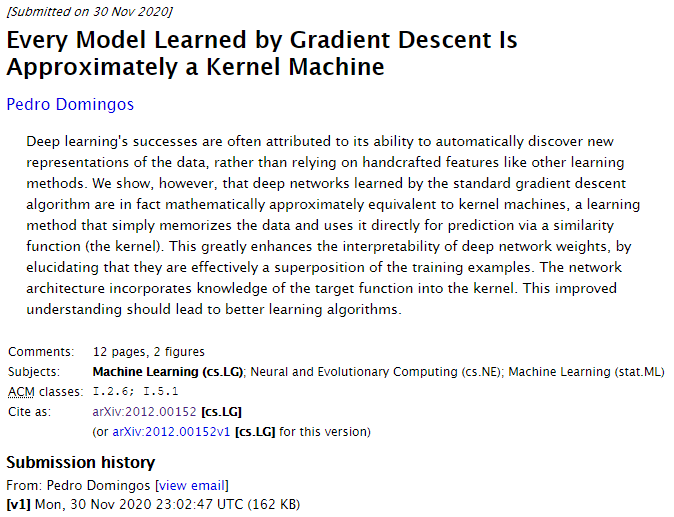 [Submitted on 30 Nov 2020]
Every Model Learned by Gradient Descent Is
Approximately a Kernel Machine
Pedro Domingos
Deep learning's successes are often attributed to its ability to automatically discover new
representations of the data, rather than relying on handcrafted features like other learning
methods. We show, however, that deep networks learned by the standard gradient descent
algorithm are in fact mathematically approximately equivalent to kernel machines, a learning
method that simply memorizes the data and uses it directly for prediction via a similarity
function (the kernel). This greatly enhances the interpretability of deep network weights, by
elucidating that they are effectively a superposition of the training examples. The network
architecture incorporates knowledge of the target function into the kernel. This improved
understanding should lead to better learning algorithms.
Comments: 12 pages, 2 figures
Subjects: Machine Learning (cs.LG); Neural and Evolutionary Computing (cs.NE); Machine Learning (stat.ML)
ACM classes: I.2.6; I.5.1
Cite as: arXiv:2012.00152 [cs.LG]
(or arXiv:2012.00152v1 [cs.LG] for this version)
Submission history
From: Pedro Domingos [view email]
[v1] Mon, 30 Nov 2020 23:02:47 UTC (162 KB)